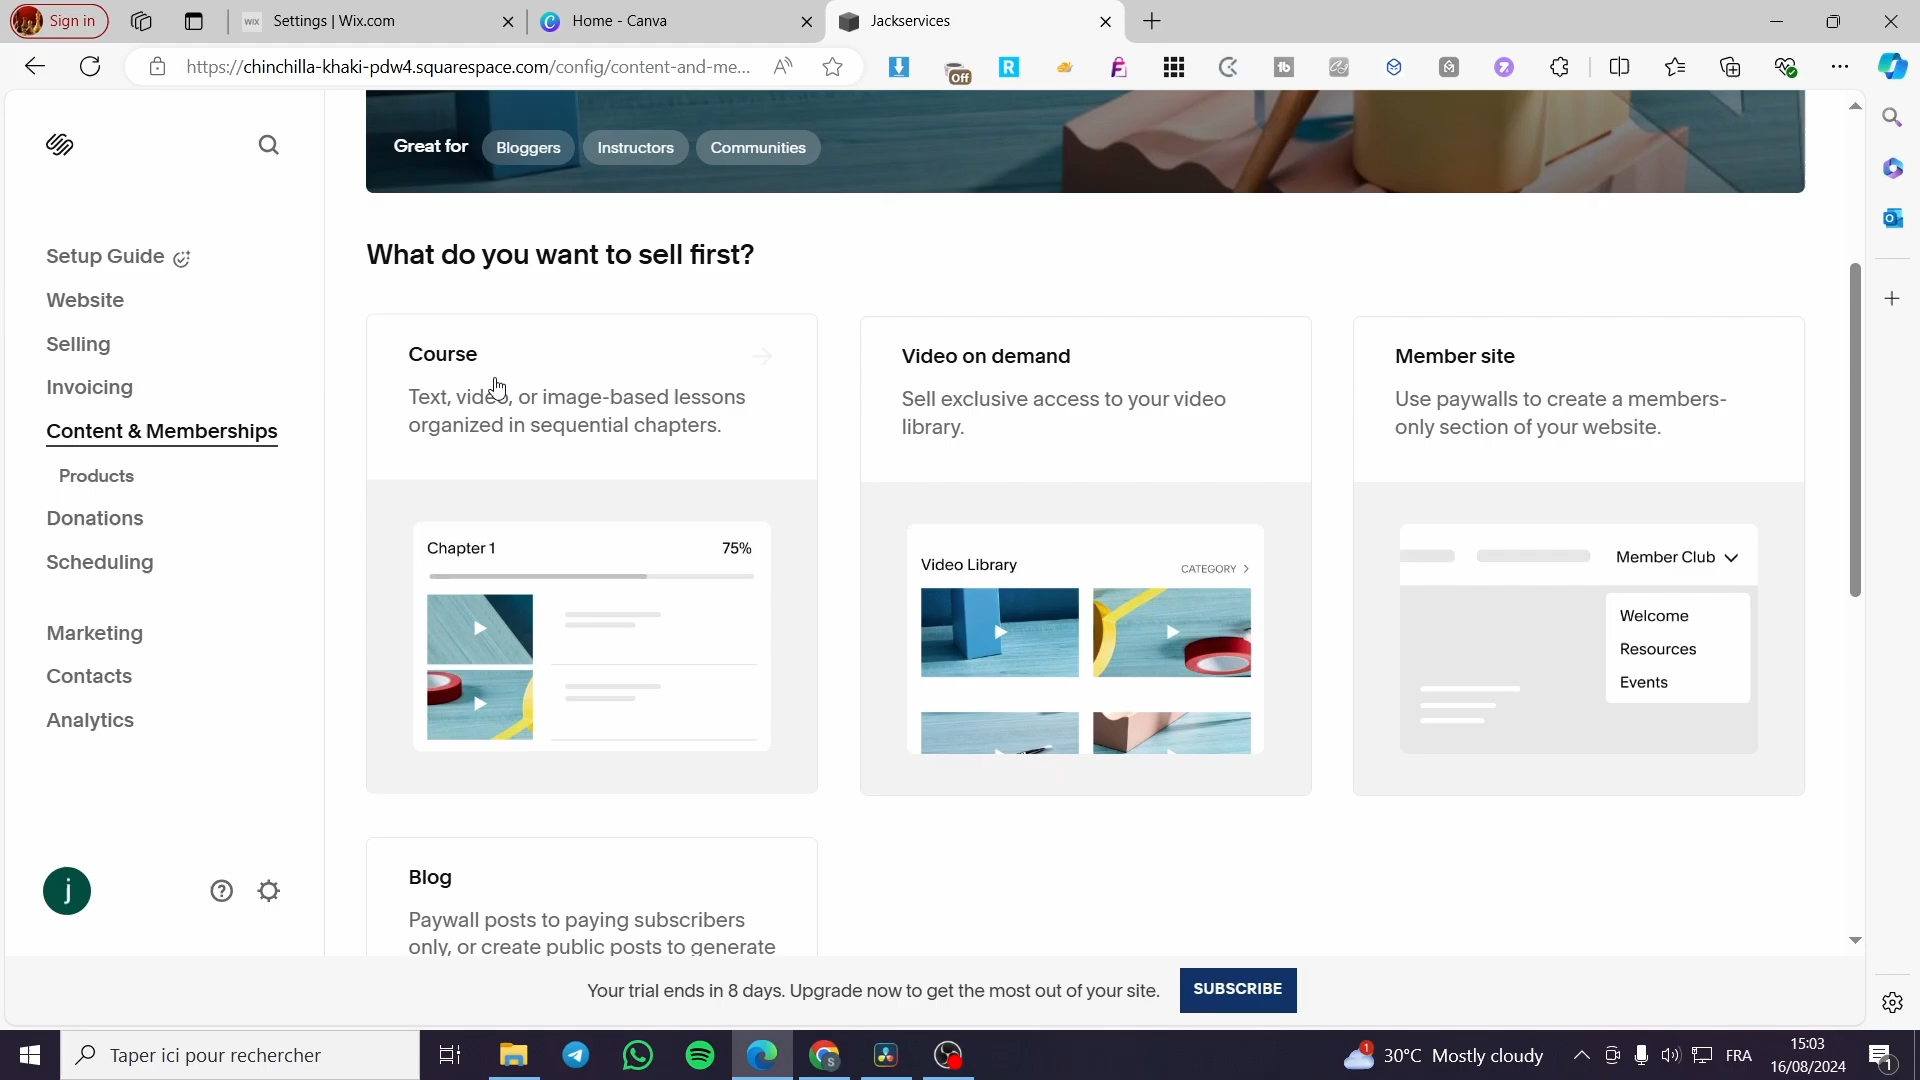 Sign in
WIX
Settings | Wix.com
Home - Canva
Jackservices
https://chinchilla-khaki-pdw4.squarespace.com/config/content-and-me...
Off
Great for
Bloggers
Instructors
Communities
Setup Guide
Website
Selling
Invoicing
Content & Memberships
Products
Donations
Scheduling
Marketing
Contacts
Analytics
j
What do you want to sell first?
Course
Text, video, or image-based lessons
organized in sequential chapters.
Chapter 1
75%
Video on demand
Sell exclusive access to your video
library.
Video Library
CATEGORY
Member site
Use paywalls to create a members-
only section of your website.
Member Club
Welcome
Resources
Events
Blog
Paywall posts to paying subscribers
only, or create public posts to generate
Your trial ends in 8 days. Upgrade now to get the most out of your site.
SUBSCRIBE
Taper ici pour rechercher
1
30°C Mostly cloudy
FRA
15:03
16/08/2024
1